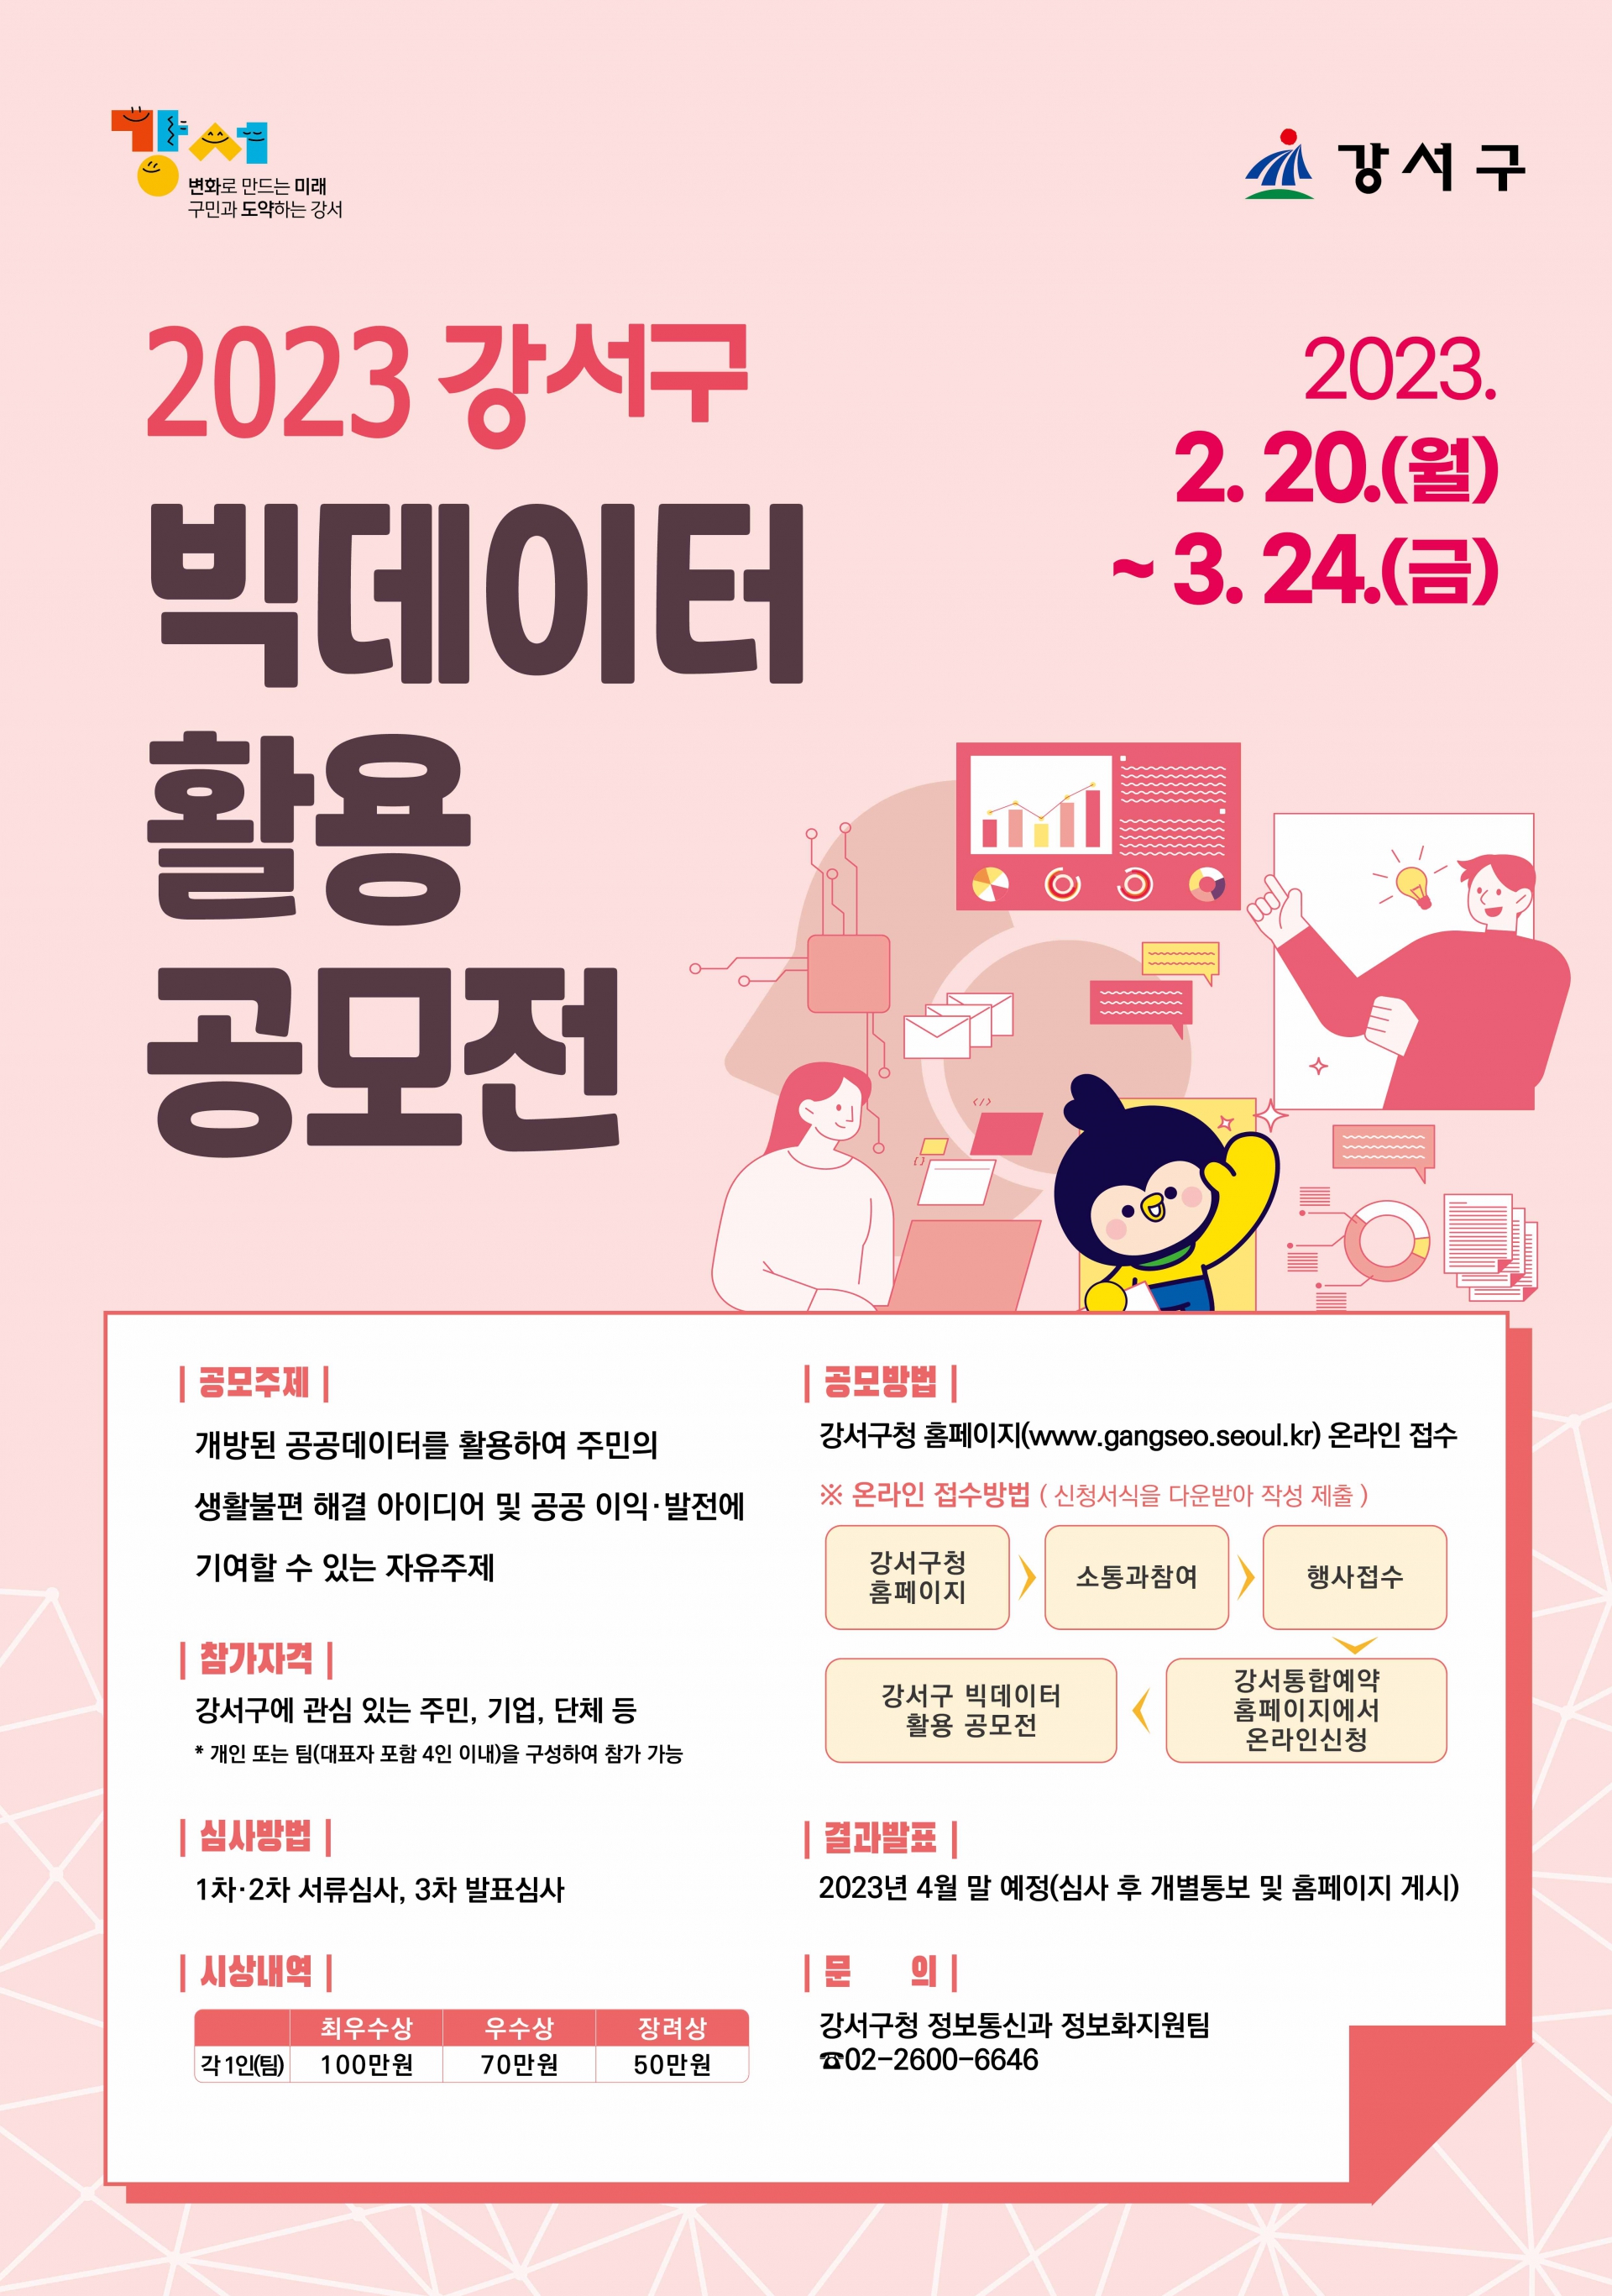 강서
변화로 만드는 미래
구민과 도약하는 강서
강서구
2023 강서구
빅데이터
활용
공모전
2023.
2. 20.(월)
~ 3. 24.(금)
| 공모주제 |
개방된 공공데이터를 활용하여 주민의
생활불편 해결 아이디어 및 공공 이익·발전에
기여할 수 있는 자유주제
| 참가자격 |
강서구에 관심 있는 주민, 기업, 단체 등
* 개인 또는 팀(대표자 포함 4인 이내)을 구성하여 참가 가능
| 심사방법 |
1차·2차 서류심사, 3차 발표심사
| 시상내역 |
최우수상 우수상 장려상
각 1인(팀) 100만원 70만원 50만원
| 공모방법 |
강서구청 홈페이지(www.gangseo.seoul.kr) 온라인 접수
※ 온라인 접수방법 ( 신청서식을 다운받아 작성 제출 )
강서구청
홈페이지
소통과참여
행사접수
강서통합예약
홈페이지에서
온라인신청
강서구 빅데이터
활용 공모전
| 결과발표 |
2023년 4월 말 예정(심사 후 개별통보 및 홈페이지 게시)
| 문 의 |
강서구청 정보통신과 정보화지원팀
☎02-2600-6646